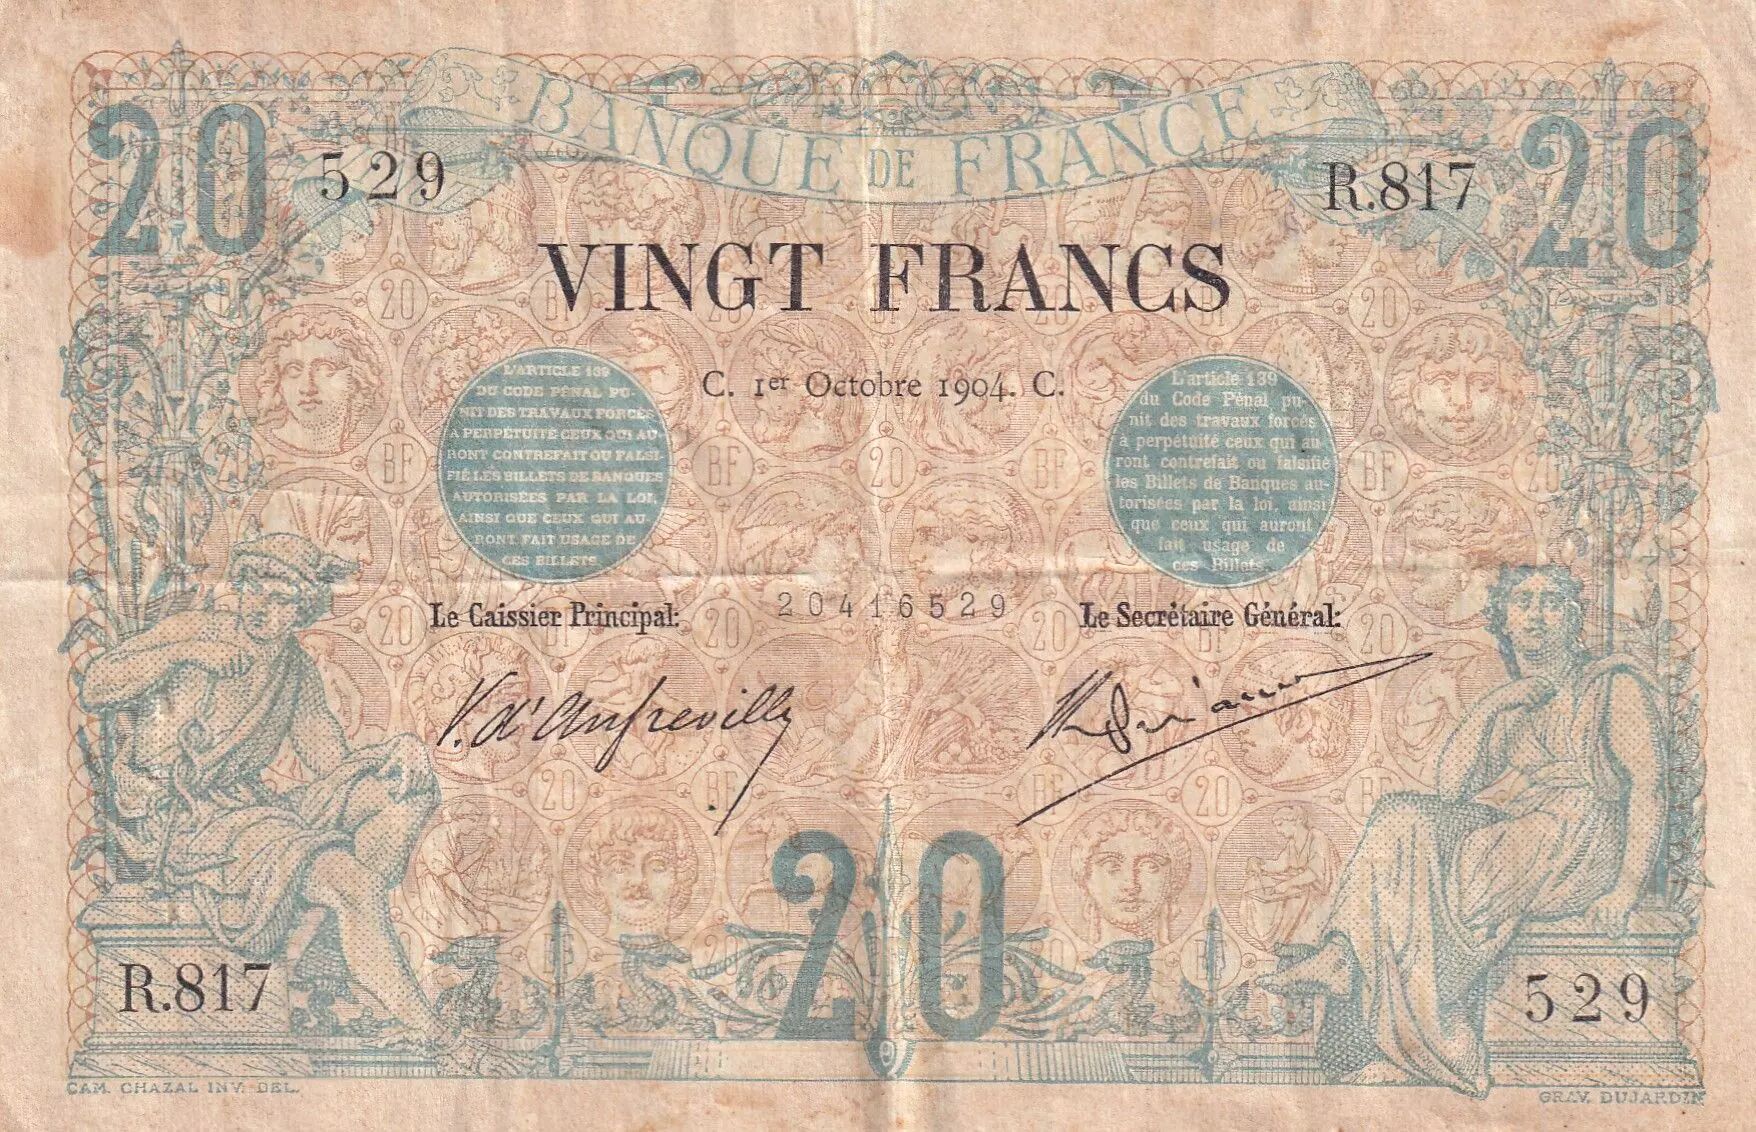 BANQUE DE FRANCE
20
20
529
R.817
VINGT FRANCS
C. 1er Octobre 1904. C.
L'ARTICLE 139
DU CODE PÉNAL PU-
NIT DES TRAVAUX FORCÉS
A PERPÉTUITÉ CEUX QUI AU-
RONT CONTREFAIT OU FALSI-
FIÉ LES BILLETS DE BANQUES
AUTORISÉES PAR LA LOI,
AINSI QUE CEUX QUI AU-
RONT FAIT USAGE DE
CES BILLETS
L'article 139
du Code Pénal pu-
nit des travaux forcés
à perpétuité ceux qui au-
ront contrefait ou falsifié
les Billets de Banques au-
torisées par la loi, ainsi
que ceux qui auront
fait usage de
ces Billets.
Le Caissier Principal:
20416529
Le Secrétaire Général:
V. d'Anfreville
20
R.817
529
CAM. CHAZAL INV. DEL.
GRAV. DUJARDIN